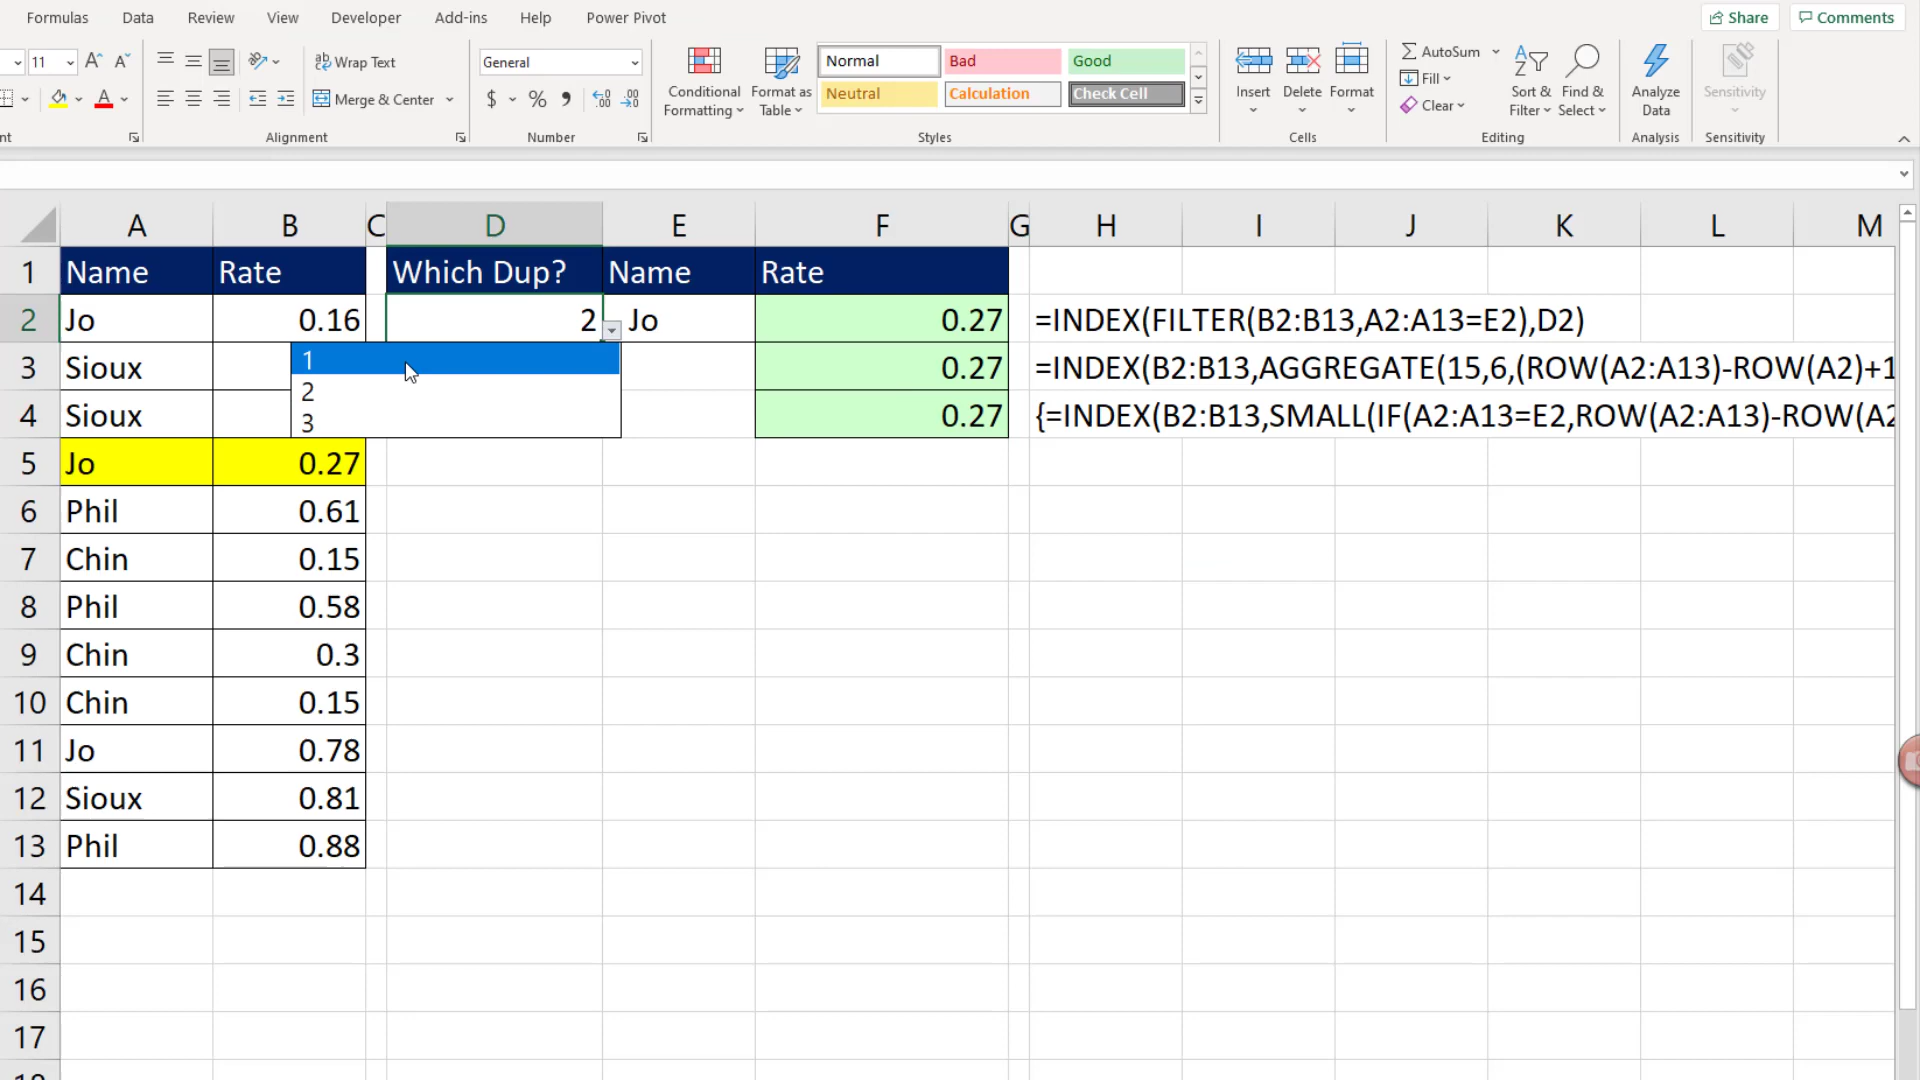 Formulas Data Review View Developer Add-ins Help Power Pivot Share Comments
11 Wrap Text General Normal Bad Good AutoSum
Conditional Formatting Format as Table Insert Delete Format Fill Sort & Filter Find & Select Analyze Data Sensitivity
Merge & Center $ % Neutral Calculation Check Cell Clear
nt Alignment Number Styles Cells Editing Analysis Sensitivity
A B C D E F G H I J K L M
1 Name Rate Which Dup? Name Rate
2 Jo 0.16 2 Jo 0.27 =INDEX(FILTER(B2:B13,A2:A13=E2),D2)
3 Sioux 1 0.27 =INDEX(B2:B13,AGGREGATE(15,6,(ROW(A2:A13)-ROW(A2)+1
2
4 Sioux 3 0.27 {=INDEX(B2:B13,SMALL(IF(A2:A13=E2,ROW(A2:A13)-ROW(A2
5 Jo 0.27
6 Phil 0.61
7 Chin 0.15
8 Phil 0.58
9 Chin 0.3
10 Chin 0.15
11 Jo 0.78
12 Sioux 0.81
13 Phil 0.88
14
15
16
17